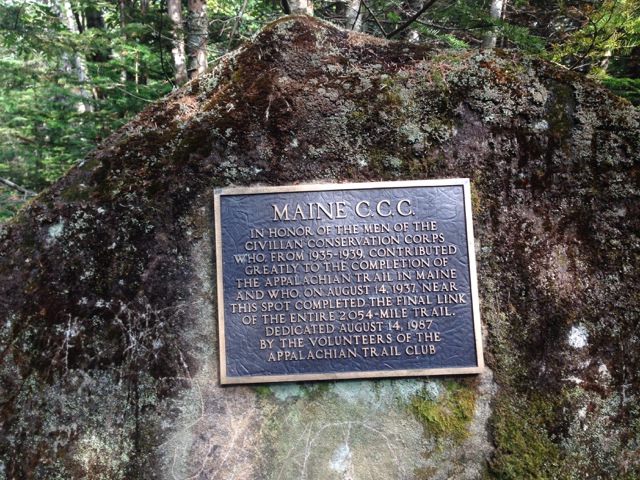 MAINE C.C.C.
IN HONOR OF THE MEN OF THE
CIVILIAN CONSERVATION CORPS
WHO, FROM 1935-1939, CONTRIBUTED
GREATLY TO THE COMPLETION OF
THE APPALACHIAN TRAIL IN MAINE
AND WHO, ON AUGUST 14, 1937, NEAR
THIS SPOT COMPLETED THE FINAL LINK
OF THE ENTIRE 2,054-MILE TRAIL.
DEDICATED AUGUST 14, 1987
BY THE VOLUNTEERS OF THE
APPALACHIAN TRAIL CLUB